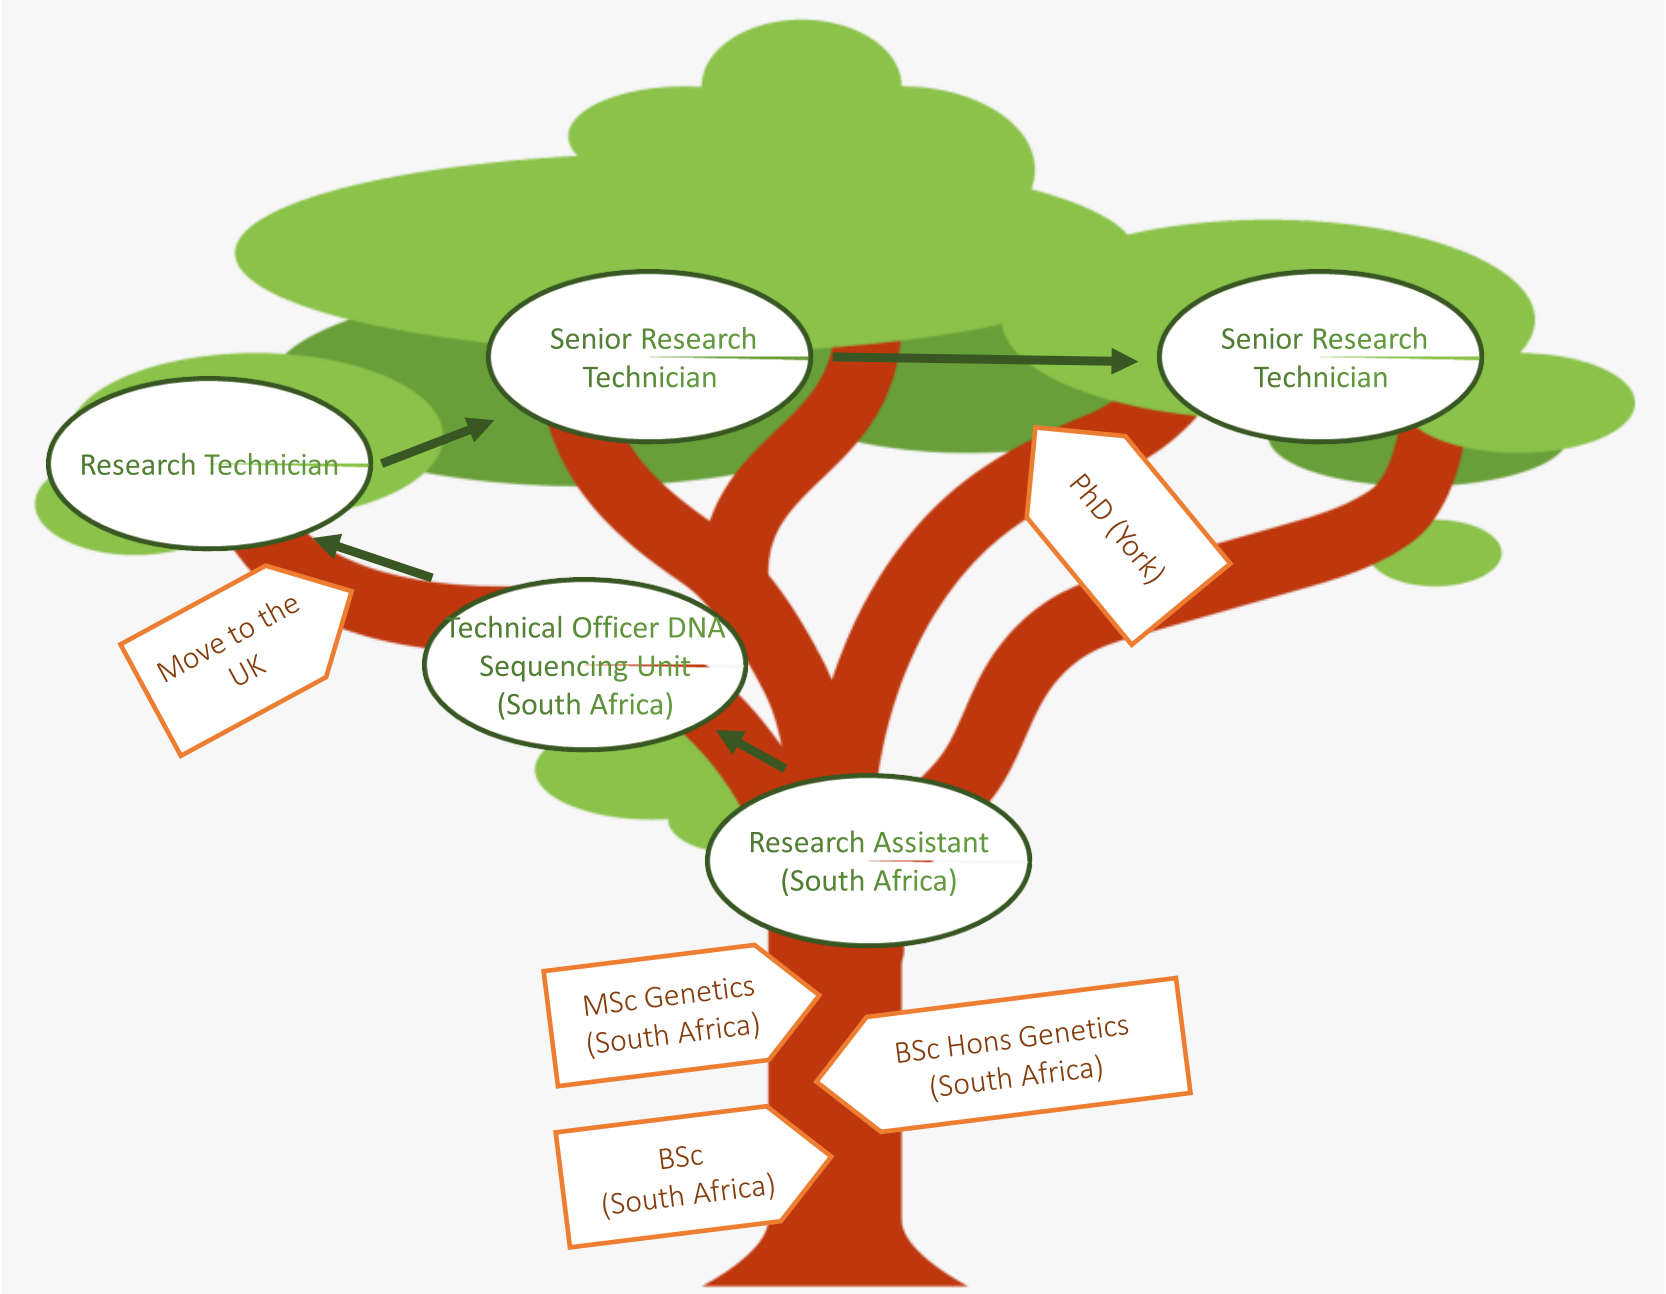 Senior Research
Technician
Senior Research
Technician
Research Technician
PhD (York)
Move to the
UK
Technical Officer DNA
Sequencing Unit
(South Africa)
Research Assistant
(South Africa)
MSc Genetics
(South Africa)
BSc Hons Genetics
(South Africa)
BSc
(South Africa)